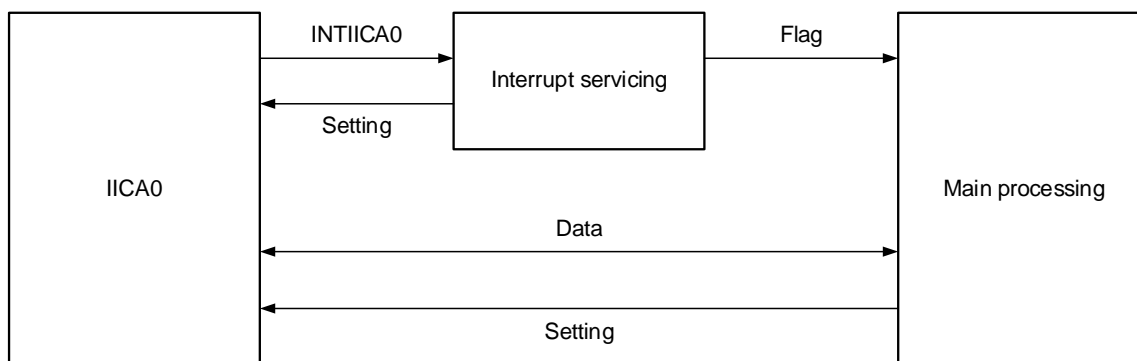 INTIICA0
Flag
Interrupt servicing
Setting
IICA0
Main processing
Data
Setting